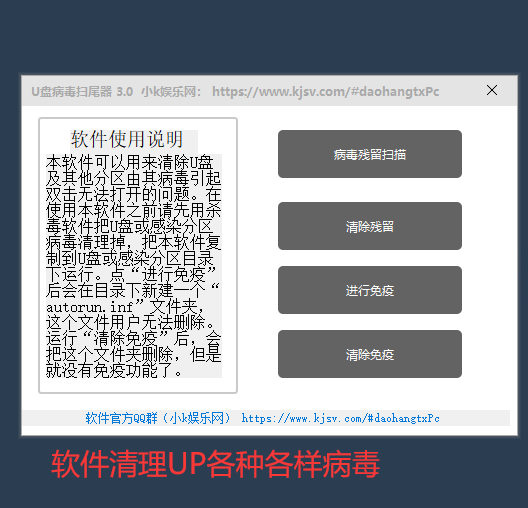 U盘病毒扫尾器 3.0 小k娱乐网： https://www.kjsv.com/#daohangtxPc
软件使用说明
本软件可以用来清除U盘
及其他分区由其病毒引起
双击无法打开的问题。在
使用本软件之前请先用杀
毒软件把U盘或感染分区
病毒清理掉，把本软件复
制到U盘或感染分区目录
下运行。点“进行免疫”
后会在目录下新建一个“
autorun.inf”文件夹，
这个文件用户无法删除。
运行“清除免疫”后，会
把这个文件夹删除，但是
就没有免疫功能了。
病毒残留扫描
清除残留
进行免疫
清除免疫
软件官方QQ群（小k娱乐网） https://www.kjsv.com/#daohangtxPc
软件清理UP各种各样病毒